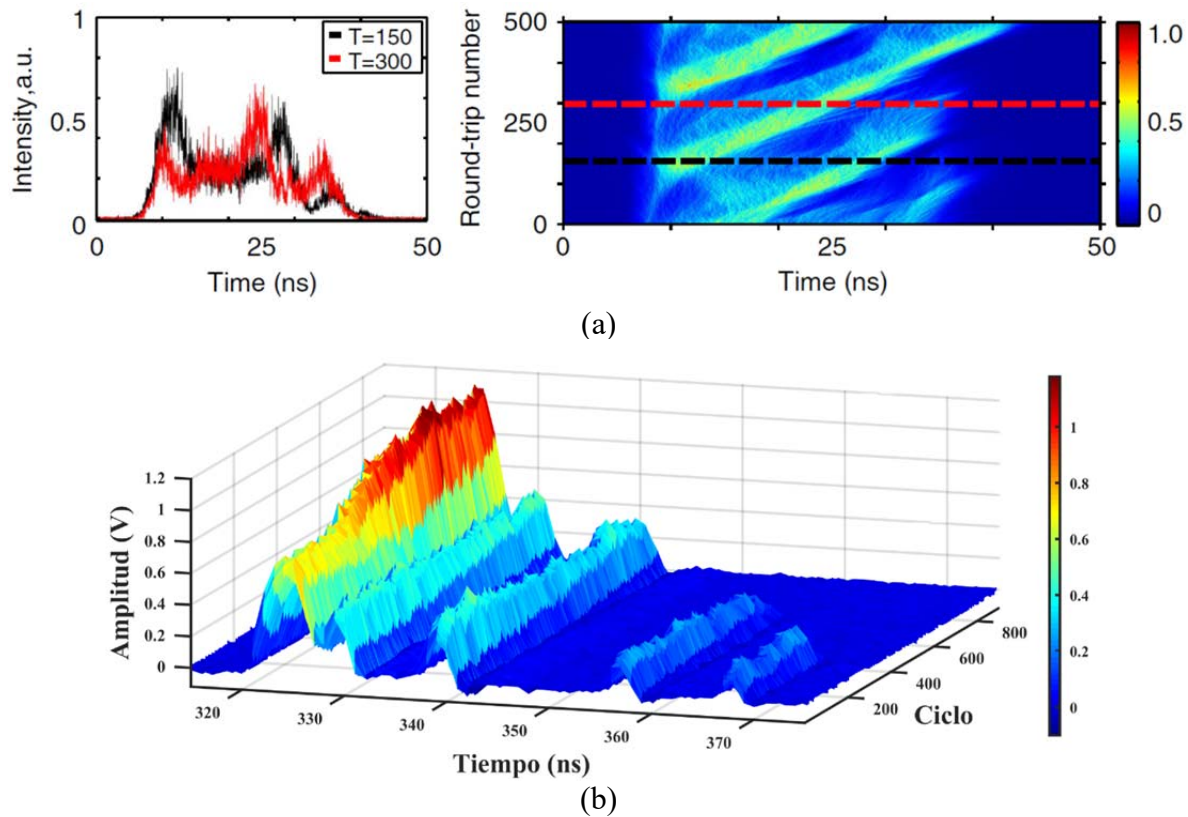 1
0.5
0
Intensity,a.u.
T=150
T=300
0 25 50
Time (ns)
500
250
0
Round-trip number
0 25 50
Time (ns)
1.0
0.5
0
(a)
1.2
1
0.8
0.6
0.4
0.2
0
Amplitud (V)
320 330 340 350 360 370
Tiempo (ns)
200 400 600 800
Ciclo
1
0.8
0.6
0.4
0.2
0
(b)